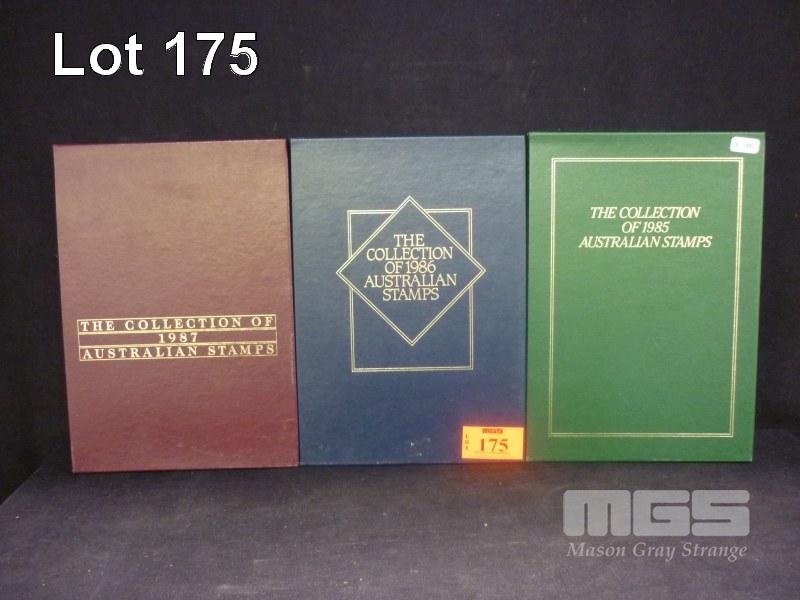 Lot 175
THE COLLECTION OF
1987
AUSTRALIAN STAMPS
THE
COLLECTION
OF 1986
AUSTRALIAN
STAMPS
LOT
175
THE COLLECTION
OF 1985
AUSTRALIAN STAMPS
MGS
Mason Gray Strange